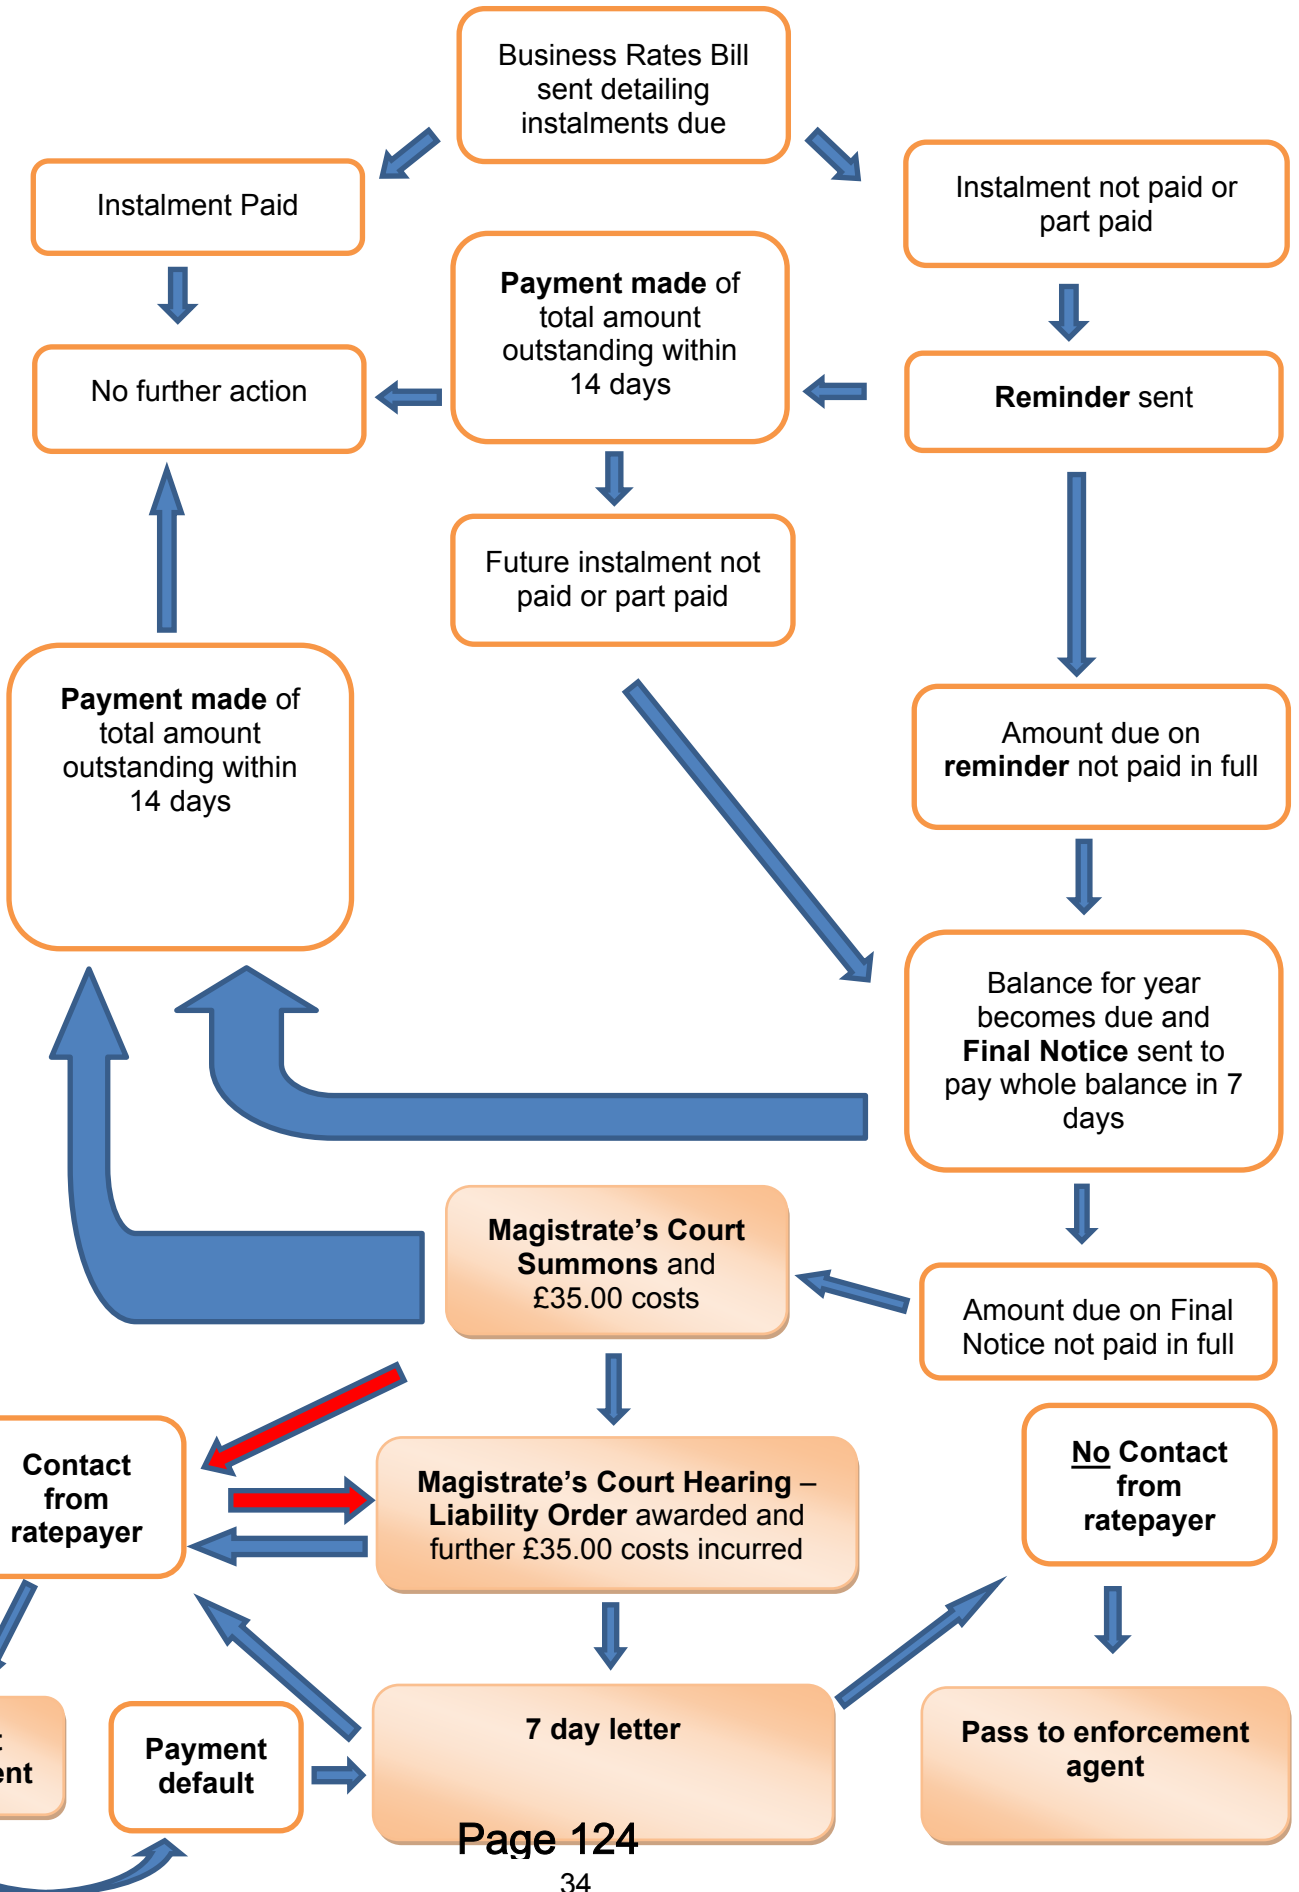 Business Rates Bill
sent detailing
instalments due
Instalment Paid
Instalment not paid or
part paid
Payment made of
total amount
outstanding within
14 days
No further action
Reminder sent
Future instalment not
paid or part paid
Payment made of
total amount
outstanding within
14 days
Amount due on
reminder not paid in full
Balance for year
becomes due and
Final Notice sent to
pay whole balance in 7
days
Magistrate’s Court
Summons and
£35.00 costs
Amount due on Final
Notice not paid in full
Contact
from
ratepayer
Magistrate’s Court Hearing –
Liability Order awarded and
further £35.00 costs incurred
No Contact
from
ratepayer
Payment
default
7 day letter
Pass to enforcement
agent
Page 124
34